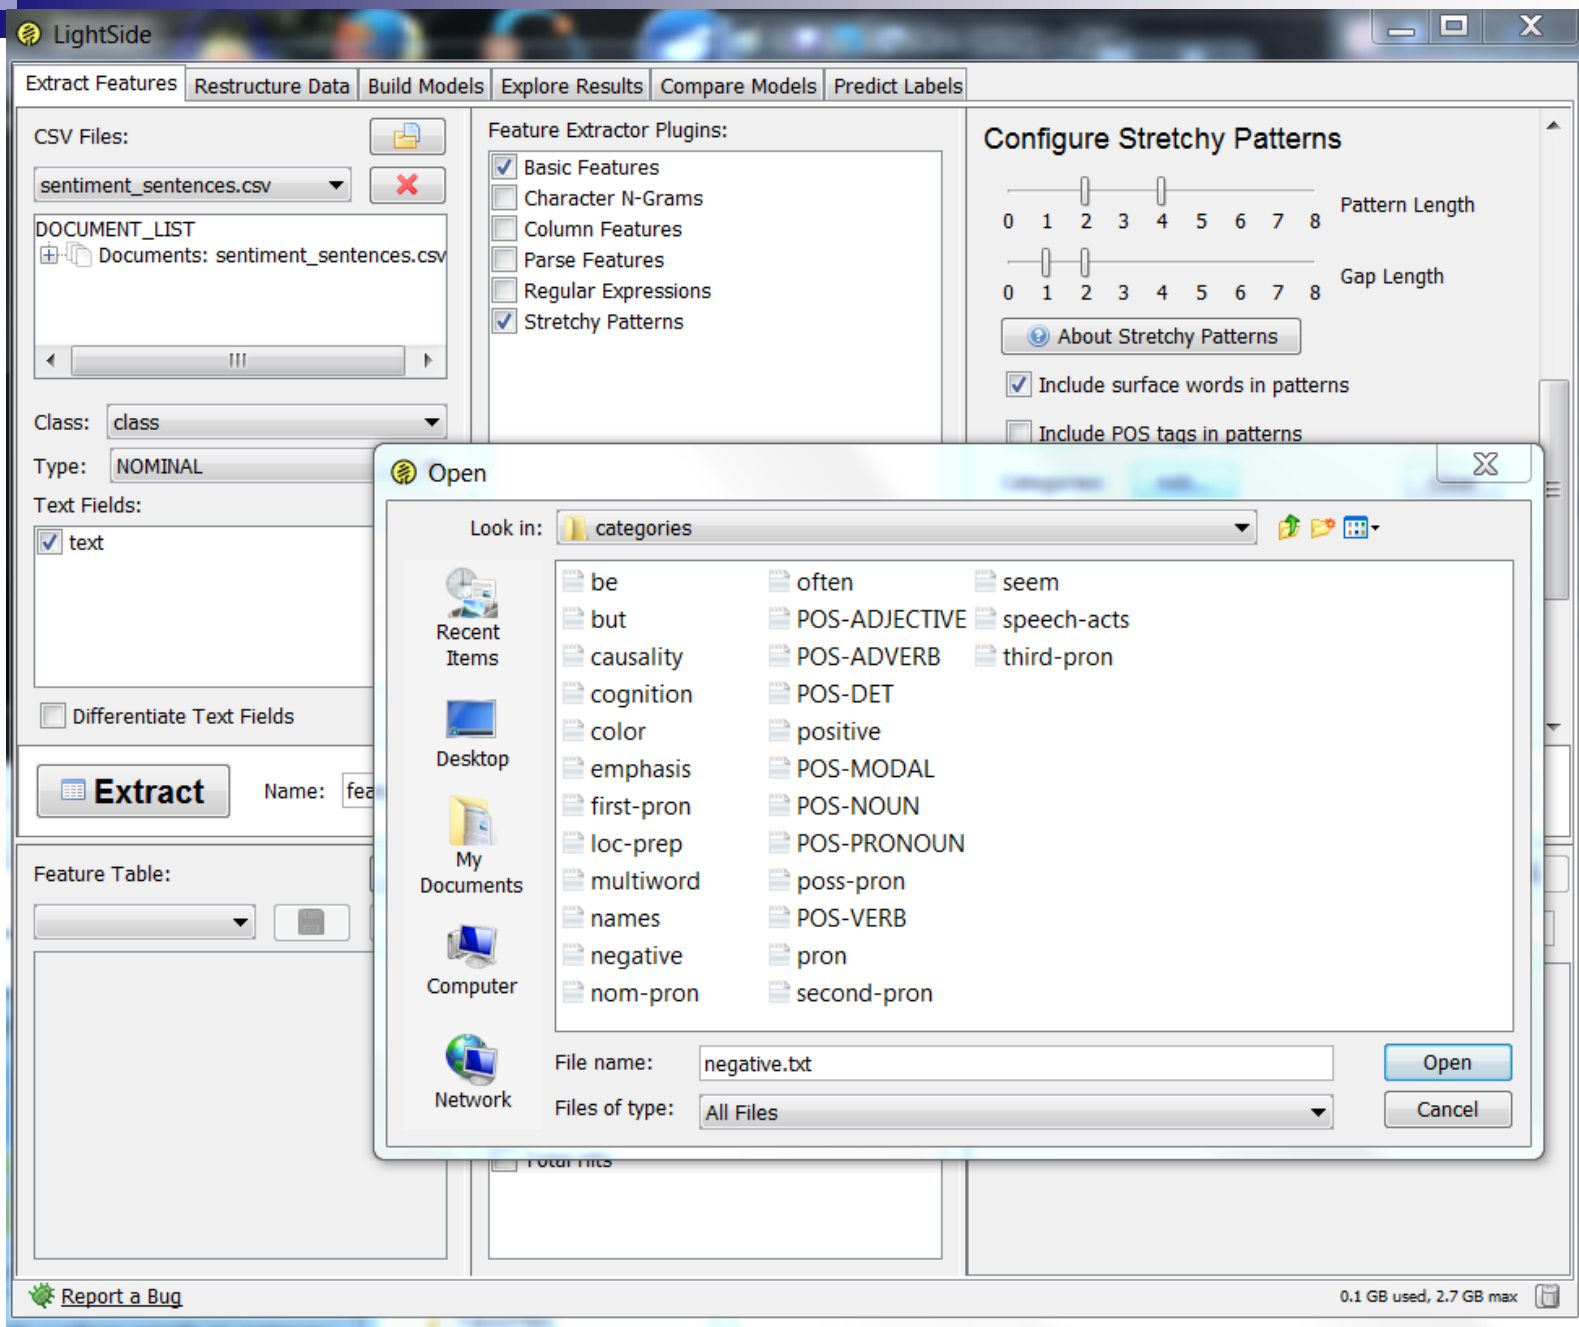 LightSide
Extract Features Restructure Data Build Models Explore Results Compare Models Predict Labels
CSV Files:
sentiment_sentences.csv
DOCUMENT_LIST
Documents: sentiment_sentences.csv
Class: class
Type: NOMINAL
Text Fields:
text
Differentiate Text Fields
Feature Extractor Plugins:
Basic Features
Character N-Grams
Column Features
Parse Features
Regular Expressions
Stretchy Patterns
Configure Stretchy Patterns
0 1 2 3 4 5 6 7 8 Pattern Length
0 1 2 3 4 5 6 7 8 Gap Length
About Stretchy Patterns
Include surface words in patterns
Include POS tags in patterns
Extract Name: fea
Feature Table:
Open
Look in: categories
Recent
Items
Desktop
My
Documents
Computer
Network
be
but
causality
cognition
color
emphasis
first-pron
loc-prep
multiword
names
negative
nom-pron
often
POS-ADJECTIVE
POS-ADVERB
POS-DET
positive
POS-MODAL
POS-NOUN
POS-PRONOUN
poss-pron
POS-VERB
pron
second-pron
seem
speech-acts
third-pron
File name: negative.txt Open
Files of type: All Files Cancel
Total Hits
Report a Bug
0.1 GB used, 2.7 GB max